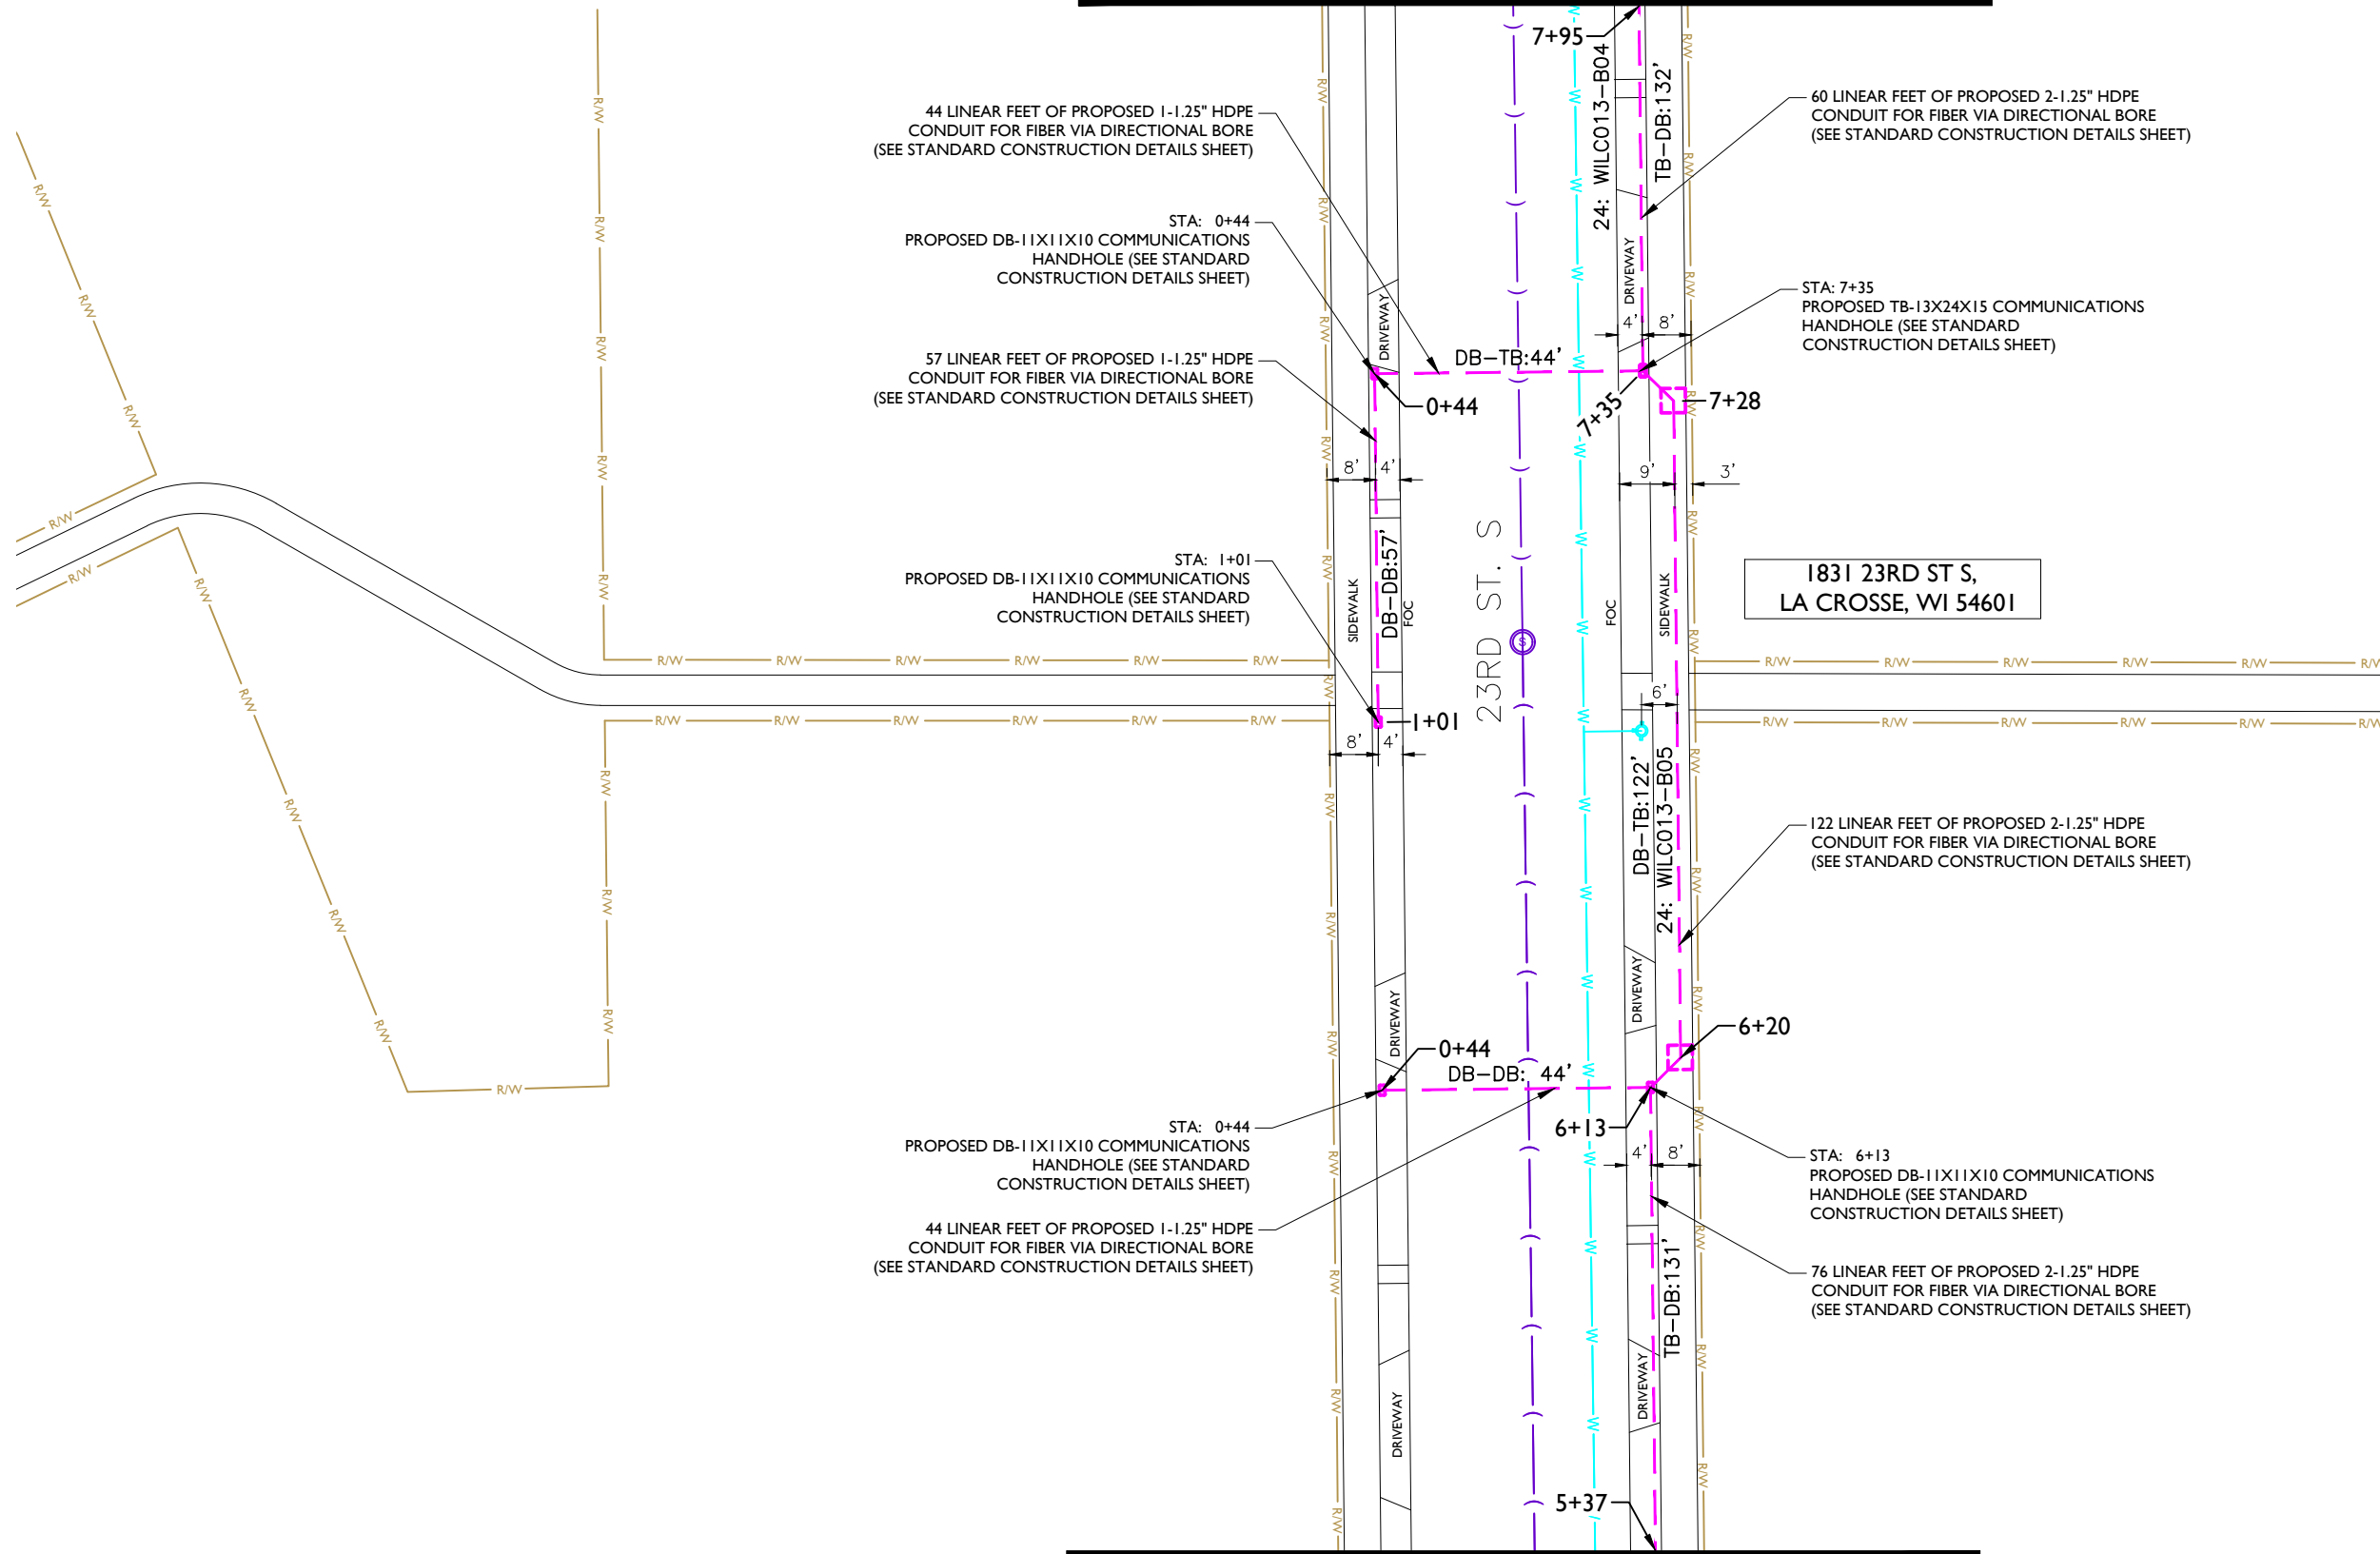 7+95
24: WILC013-B04
TB-DB:132'
44 LINEAR FEET OF PROPOSED 1-1.25" HDPE
CONDUIT FOR FIBER VIA DIRECTIONAL BORE
(SEE STANDARD CONSTRUCTION DETAILS SHEET)
60 LINEAR FEET OF PROPOSED 2-1.25" HDPE
CONDUIT FOR FIBER VIA DIRECTIONAL BORE
(SEE STANDARD CONSTRUCTION DETAILS SHEET)
STA: 0+44
PROPOSED DB-11X11X10 COMMUNICATIONS
HANDHOLE (SEE STANDARD
CONSTRUCTION DETAILS SHEET)
DRIVEWAY
DRIVEWAY
STA: 7+35
PROPOSED TB-13X24X15 COMMUNICATIONS
HANDHOLE (SEE STANDARD
CONSTRUCTION DETAILS SHEET)
4' 8'
57 LINEAR FEET OF PROPOSED 1-1.25" HDPE
CONDUIT FOR FIBER VIA DIRECTIONAL BORE
(SEE STANDARD CONSTRUCTION DETAILS SHEET)
DB-TB:44'
0+44
7+35
7+28
8' 4'
9' 3'
STA: 1+01
PROPOSED DB-11X11X10 COMMUNICATIONS
HANDHOLE (SEE STANDARD
CONSTRUCTION DETAILS SHEET)
SIDEWALK
DB-DB:57'
FOC
23RD ST. S
S
FOC
SIDEWALK
1831 23RD ST S,
LA CROSSE, WI 54601
R/W R/W R/W R/W R/W R/W
R/W R/W R/W R/W R/W R/W
6'
1+01
8' 4'
DB-TB:122'
24: WILC013-B05
122 LINEAR FEET OF PROPOSED 2-1.25" HDPE
CONDUIT FOR FIBER VIA DIRECTIONAL BORE
(SEE STANDARD CONSTRUCTION DETAILS SHEET)
DRIVEWAY
DRIVEWAY
0+44
6+20
DB-DB: 44'
STA: 0+44
PROPOSED DB-11X11X10 COMMUNICATIONS
HANDHOLE (SEE STANDARD
CONSTRUCTION DETAILS SHEET)
6+13
4' 8'
STA: 6+13
PROPOSED DB-11X11X10 COMMUNICATIONS
HANDHOLE (SEE STANDARD
CONSTRUCTION DETAILS SHEET)
44 LINEAR FEET OF PROPOSED 1-1.25" HDPE
CONDUIT FOR FIBER VIA DIRECTIONAL BORE
(SEE STANDARD CONSTRUCTION DETAILS SHEET)
TB-DB:131'
76 LINEAR FEET OF PROPOSED 2-1.25" HDPE
CONDUIT FOR FIBER VIA DIRECTIONAL BORE
(SEE STANDARD CONSTRUCTION DETAILS SHEET)
DRIVEWAY
DRIVEWAY
5+37